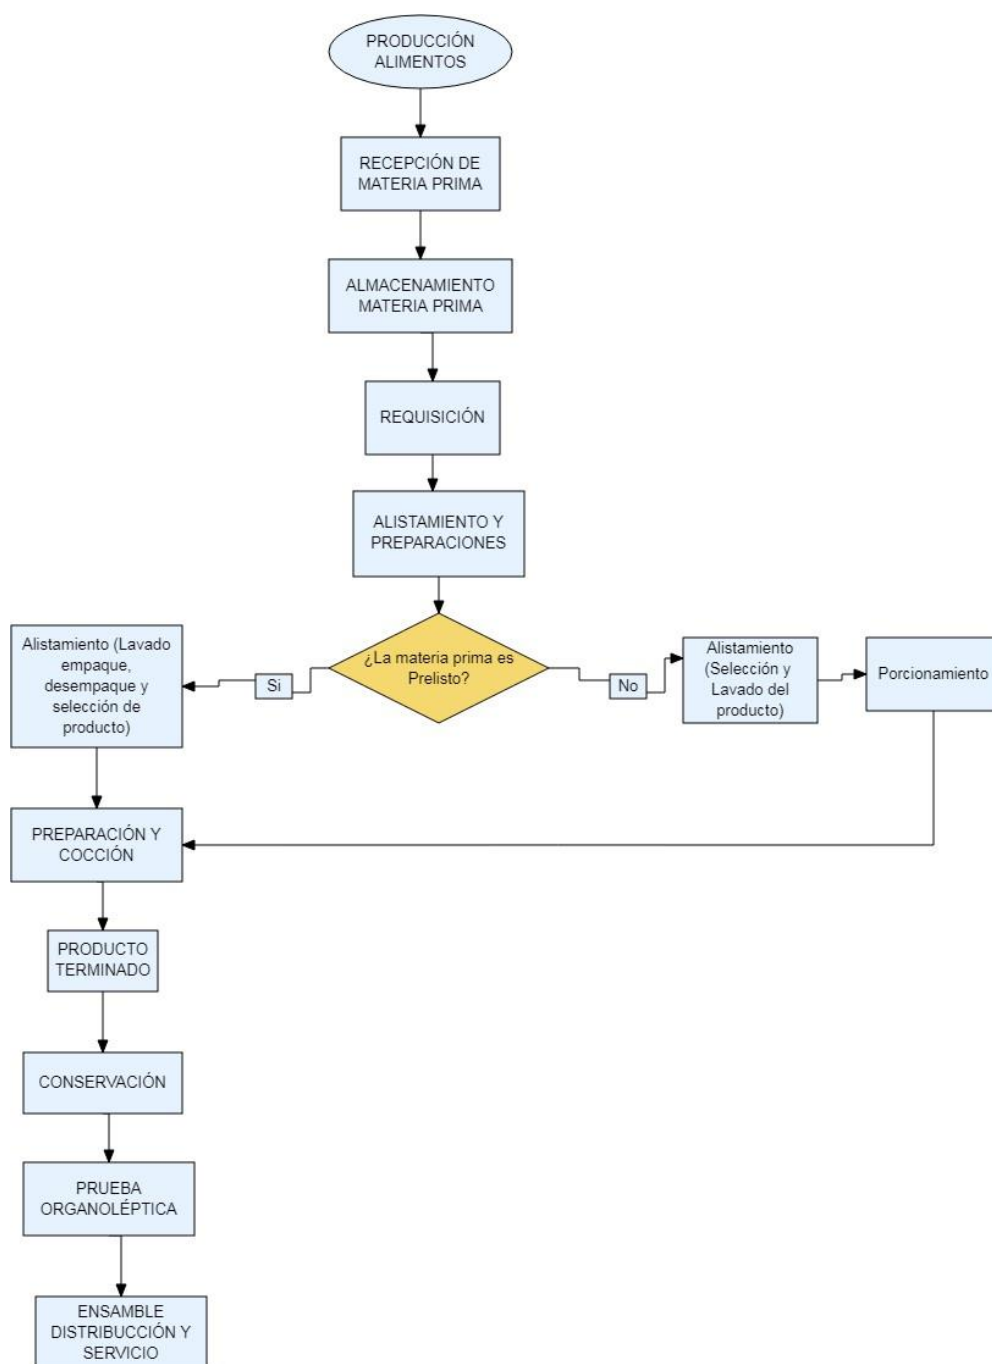 PRODUCCIÓN
ALIMENTOS
RECEPCIÓN DE
MATERIA PRIMA
ALMACENAMIENTO
MATERIA PRIMA
REQUISICIÓN
ALISTAMIENTO Y
PREPARACIONES
¿La materia prima es
Prelisto?
Si
No
Alistamiento (Lavado
empaque,
desempaque y
selección de
producto)
Alistamiento
(Selección y
Lavado del
producto)
Porcionamiento
PREPARACIÓN Y
COCCIÓN
PRODUCTO
TERMINADO
CONSERVACIÓN
PRUEBA
ORGANOLÉPTICA
ENSAMBLE
DISTRIBUCCIÓN Y
SERVICIO